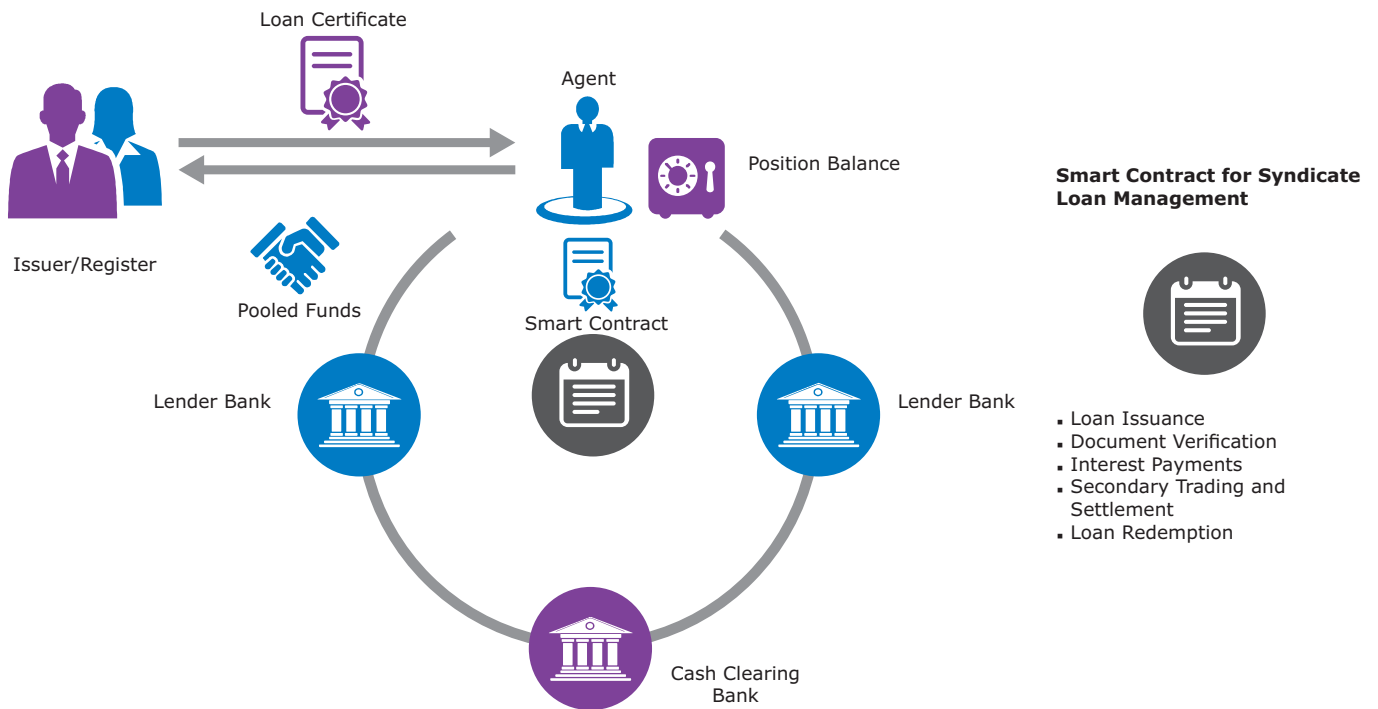 Loan Certificate
Agent
Position Balance
Issuer/Register
Pooled Funds
Smart Contract
Lender Bank
Lender Bank
Cash Clearing
Bank
Smart Contract for Syndicate
Loan Management
▪ Loan Issuance
▪ Document Verification
▪ Interest Payments
▪ Secondary Trading and
Settlement
▪ Loan Redemption